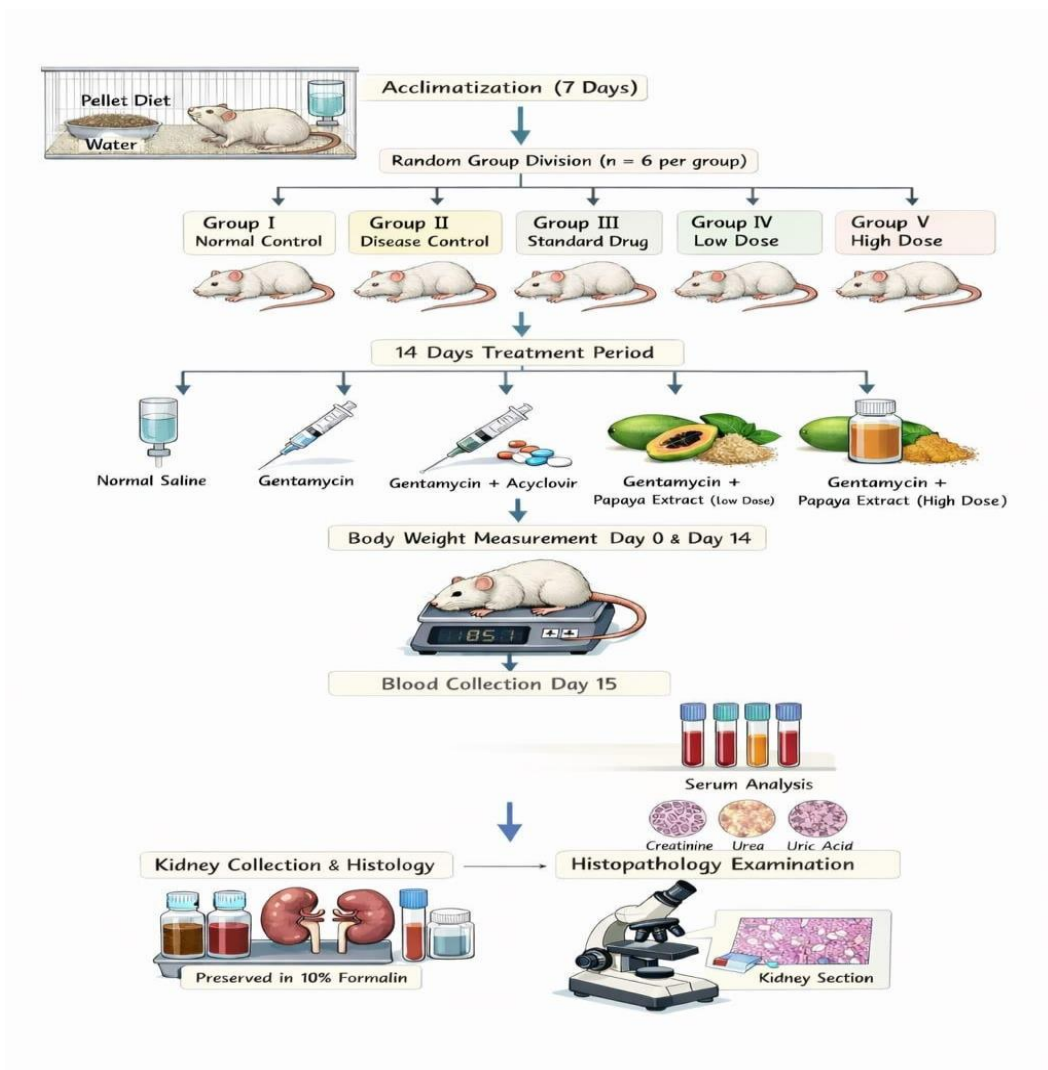 Pellet Diet
Water
Acclimatization (7 Days)
Random Group Division (n = 6 per group)
Group I
Normal Control
Group II
Disease Control
Group III
Standard Drug
Group IV
Low Dose
Group V
High Dose
14 Days Treatment Period
Normal Saline
Gentamycin
Gentamycin + Acyclovir
Gentamycin +
Papaya Extract (Low Dose)
Gentamycin +
Papaya Extract (High Dose)
Body Weight Measurement Day 0 & Day 14
Blood Collection Day 15
Serum Analysis
Creatinine Urea Uric Acid
Kidney Collection & Histology
Histopathology Examination
Preserved in 10% Formalin
Kidney Section